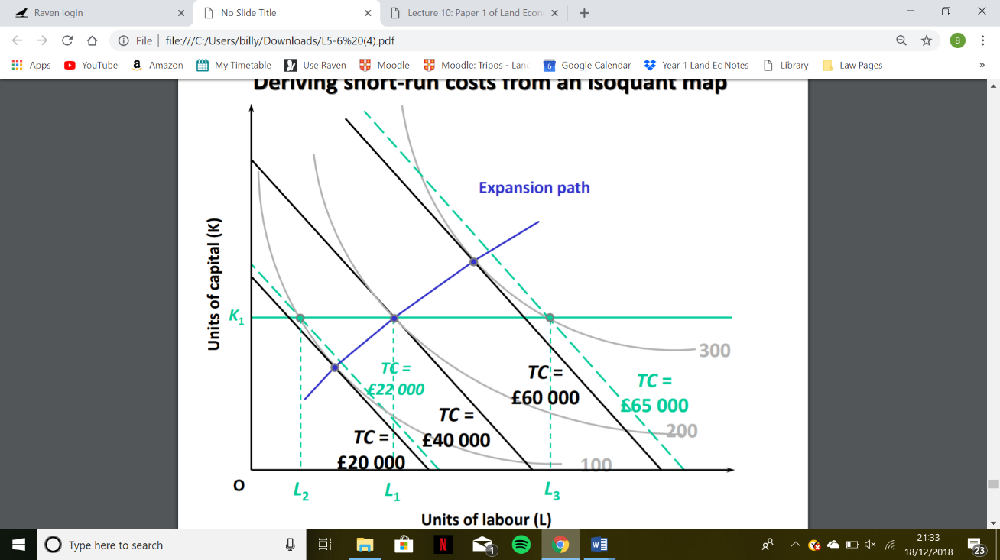 Raven login
No Slide Title
Lecture 10: Paper 1 of Land Econ
File | file:///C:/Users/billy/Downloads/L5-6%20(4).pdf
B
Apps YouTube Amazon My Timetable Use Raven Moodle Moodle: Tripos - Lan 6 Google Calendar Year 1 Land Ec Notes Library Law Pages »
Deriving short-run costs from an isoquant map
Expansion path
Units of capital (K)
K1
300
TC =
£22 000
TC =
£60 000
TC =
£65 000
TC =
£40 000
200
TC =
£20 000
100
O
L2
L1
L3
Units of labour (L)
Type here to search
1
21:33
18/12/2018
23